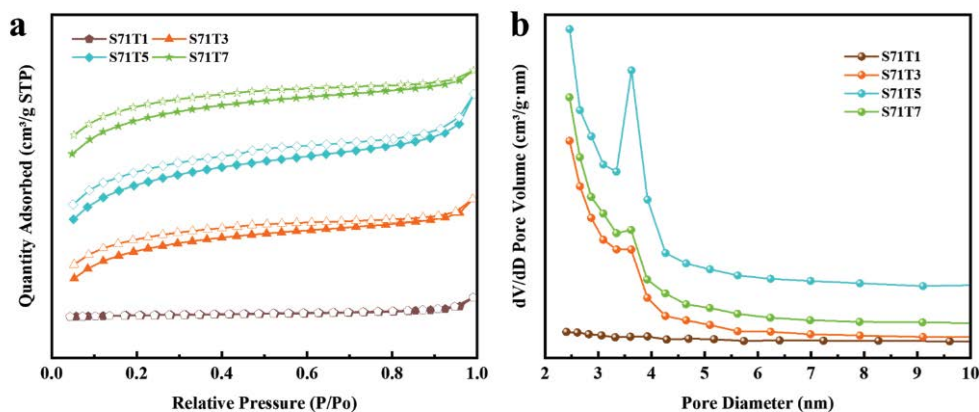 a
S71T1 S71T3
S71T5 S71T7
Quantity Adsorbed (cm³/g STP)
0.0 0.2 0.4 0.6 0.8 1.0
Relative Pressure (P/Po)
b
S71T1
S71T3
S71T5
S71T7
dV/dD Pore Volume (cm³/g·nm)
2 3 4 5 6 7 8 9 10
Pore Diameter (nm)